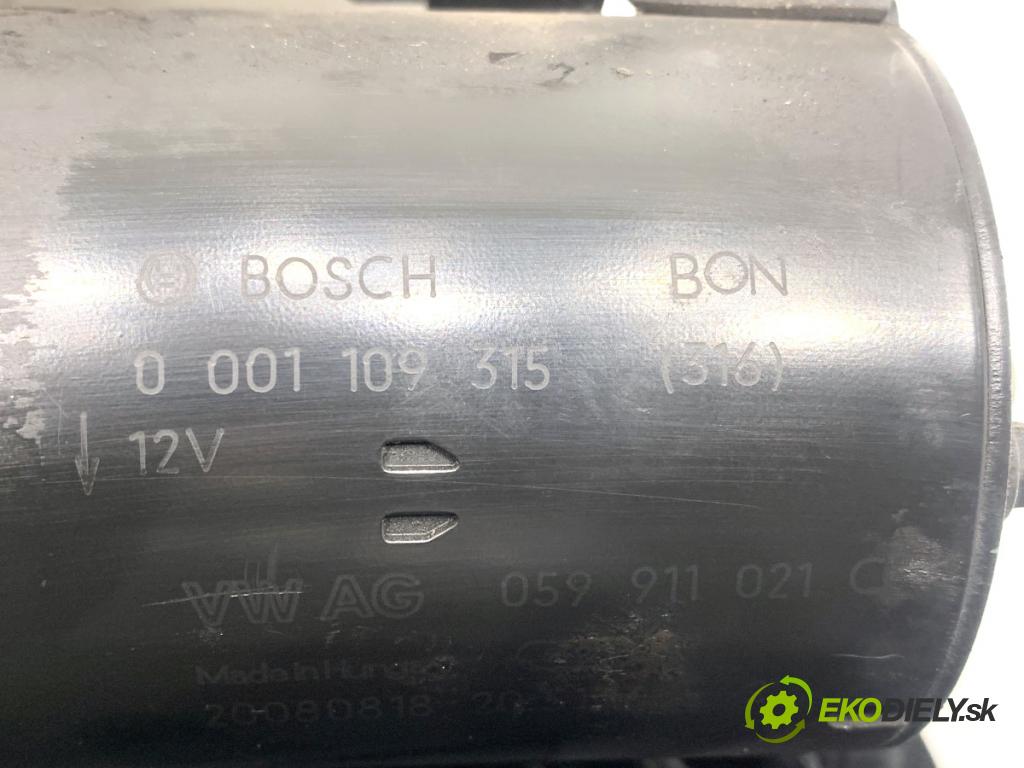 BOSCH BON
0 001 109 315 (316)
12V
VW AG 059 911 021 C
Made in Hungary
20080818
EKODIELY.sk